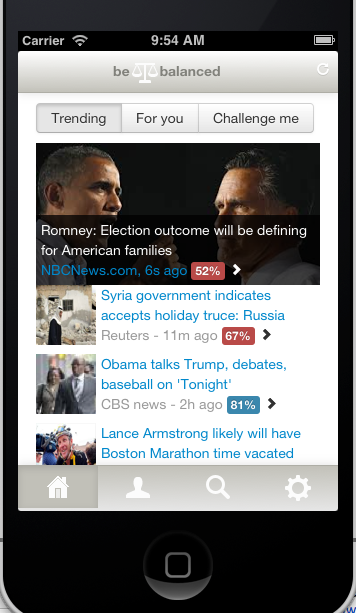 Carrier 9:54 AM
be balanced
Trending For you Challenge me
Romney: Election outcome will be defining
for American families
NBCNews.com, 6s ago 52%
Syria government indicates
accepts holiday truce: Russia
Reuters - 11m ago 67%
Obama talks Trump, debates,
baseball on 'Tonight'
CBS news - 2h ago 81%
Lance Armstrong likely will have
Boston Marathon time vacated